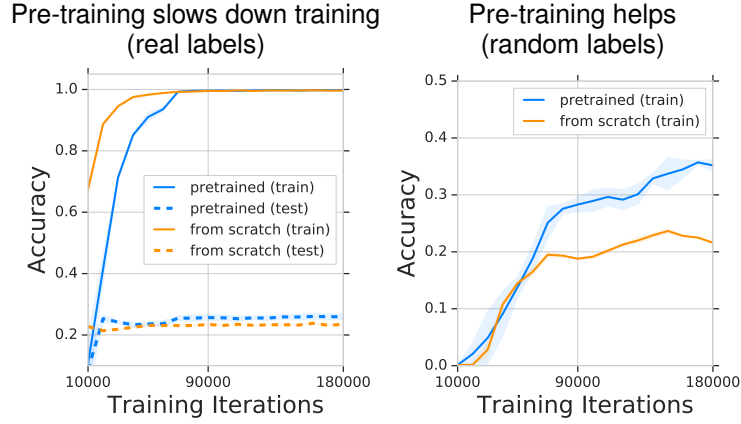 Pre-training slows down training
(real labels)
Pre-training helps
(random labels)
1.0
0.8
0.6
0.4
0.2
Accuracy
pretrained (train)
pretrained (test)
from scratch (train)
from scratch (test)
10000
90000
180000
Training Iterations
0.5
0.4
0.3
0.2
0.1
0.0
Accuracy
pretrained (train)
from scratch (train)
10000
90000
180000
Training Iterations